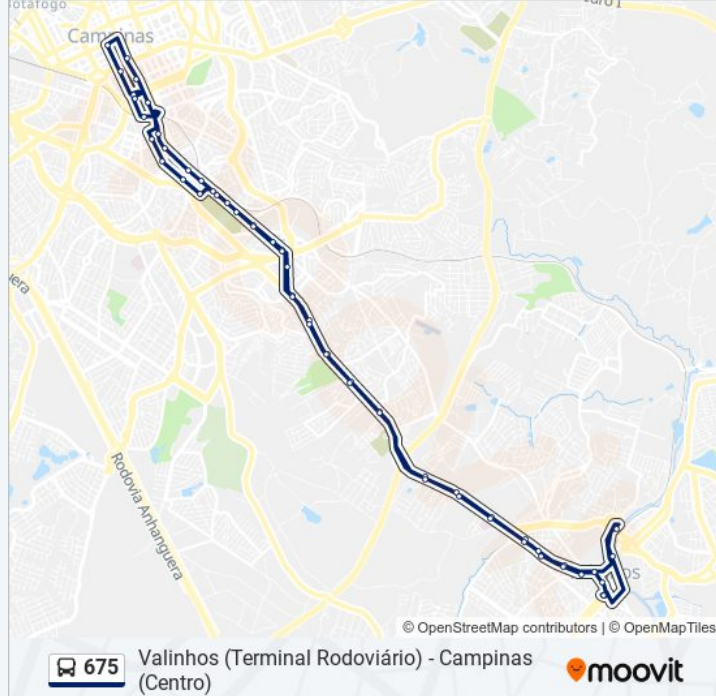 Campinas
Rodovia Anhanguera
© OpenStreetMap contributors | © OpenMapTiles
675
Valinhos (Terminal Rodoviário) - Campinas
(Centro)
moovit